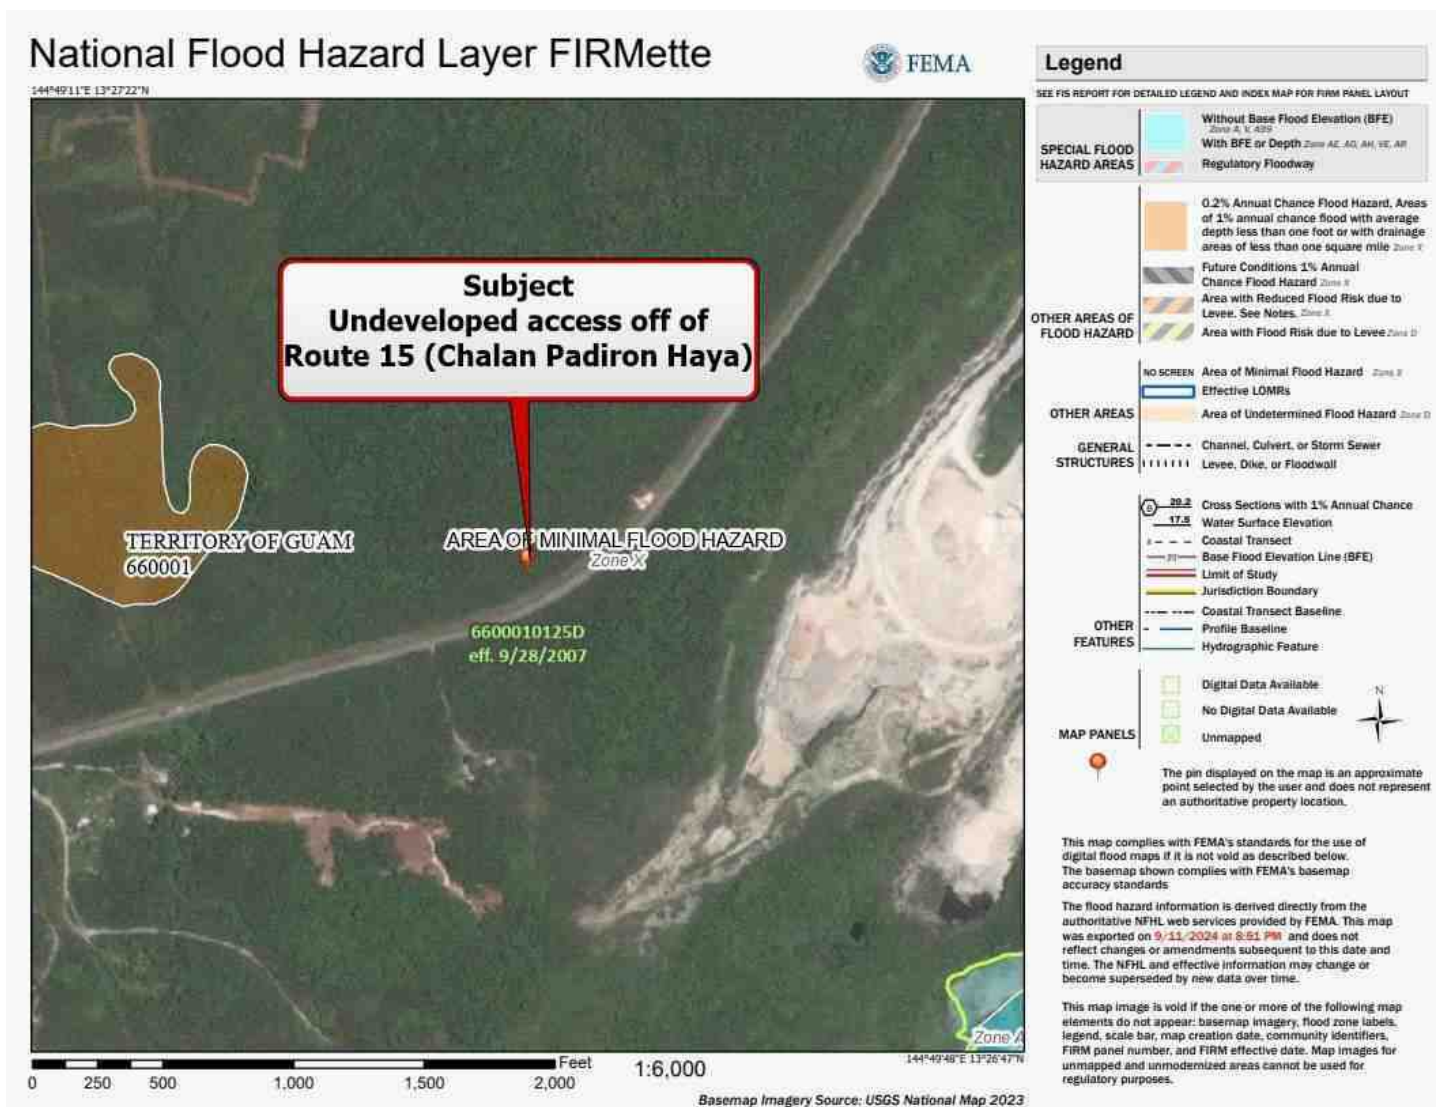 National Flood Hazard Layer FIRMette
FEMA
144°49'11"E 13°27'22"N
Subject
Undeveloped access off of
Route 15 (Chalan Padiron Haya)
TERRITORY OF GUAM
660001
AREA OF MINIMAL FLOOD HAZARD
Zone X
6600010125D
eff. 9/28/2007
Zone A
144°49'48"E 13°26'47"N
0 250 500 1,000 1,500 2,000
Feet
1:6,000
Basemap Imagery Source: USGS National Map 2023
Legend
SEE FIS REPORT FOR DETAILED LEGEND AND INDEX MAP FOR FIRM PANEL LAYOUT
SPECIAL FLOOD
HAZARD AREAS
Without Base Flood Elevation (BFE)
Zone A, V, A99
With BFE or Depth Zone AE, AO, AH, VE, AR
Regulatory Floodway
OTHER AREAS OF
FLOOD HAZARD
0.2% Annual Chance Flood Hazard, Areas
of 1% annual chance flood with average
depth less than one foot or with drainage
areas of less than one square mile Zone X
Future Conditions 1% Annual
Chance Flood Hazard Zone X
Area with Reduced Flood Risk due to
Levee. See Notes. Zone X
Area with Flood Risk due to Levee Zone D
OTHER AREAS
NO SCREEN Area of Minimal Flood Hazard Zone X
Effective LOMRs
Area of Undetermined Flood Hazard Zone D
GENERAL
STRUCTURES
Channel, Culvert, or Storm Sewer
Levee, Dike, or Floodwall
OTHER
FEATURES
B 20.2 Cross Sections with 1% Annual Chance
17.5 Water Surface Elevation
Coastal Transect
Base Flood Elevation Line (BFE)
Limit of Study
Jurisdiction Boundary
Coastal Transect Baseline
Profile Baseline
Hydrographic Feature
MAP PANELS
Digital Data Available
No Digital Data Available
Unmapped
N
The pin displayed on the map is an approximate
point selected by the user and does not represent
an authoritative property location.
This map complies with FEMA's standards for the use of
digital flood maps if it is not void as described below.
The basemap shown complies with FEMA's basemap
accuracy standards
The flood hazard information is derived directly from the
authoritative NFHL web services provided by FEMA. This map
was exported on 9/11/2024 at 8:51 PM and does not
reflect changes or amendments subsequent to this date and
time. The NFHL and effective information may change or
become superseded by new data over time.
This map image is void if the one or more of the following map
elements do not appear: basemap imagery, flood zone labels,
legend, scale bar, map creation date, community identifiers,
FIRM panel number, and FIRM effective date. Map images for
unmapped and unmodernized areas cannot be used for
regulatory purposes.